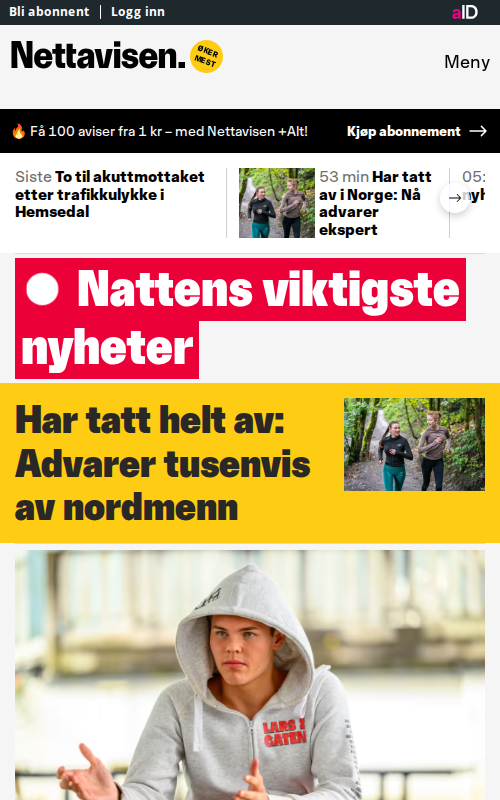 Bli abonnent | Logg inn
aID
Nettavisen.
ØKER
MEST
Meny
Få 100 aviser fra 1 kr – med Nettavisen +Alt!
Kjøp abonnement
Siste To til akuttmottaket
etter trafikkulykke i
Hemsedal
53 min Har tatt
av i Norge: Nå
advarer
ekspert
05:
nyh
Nattens viktigste
nyheter
Har tatt helt av:
Advarer tusenvis
av nordmenn
LARS I
GATEN